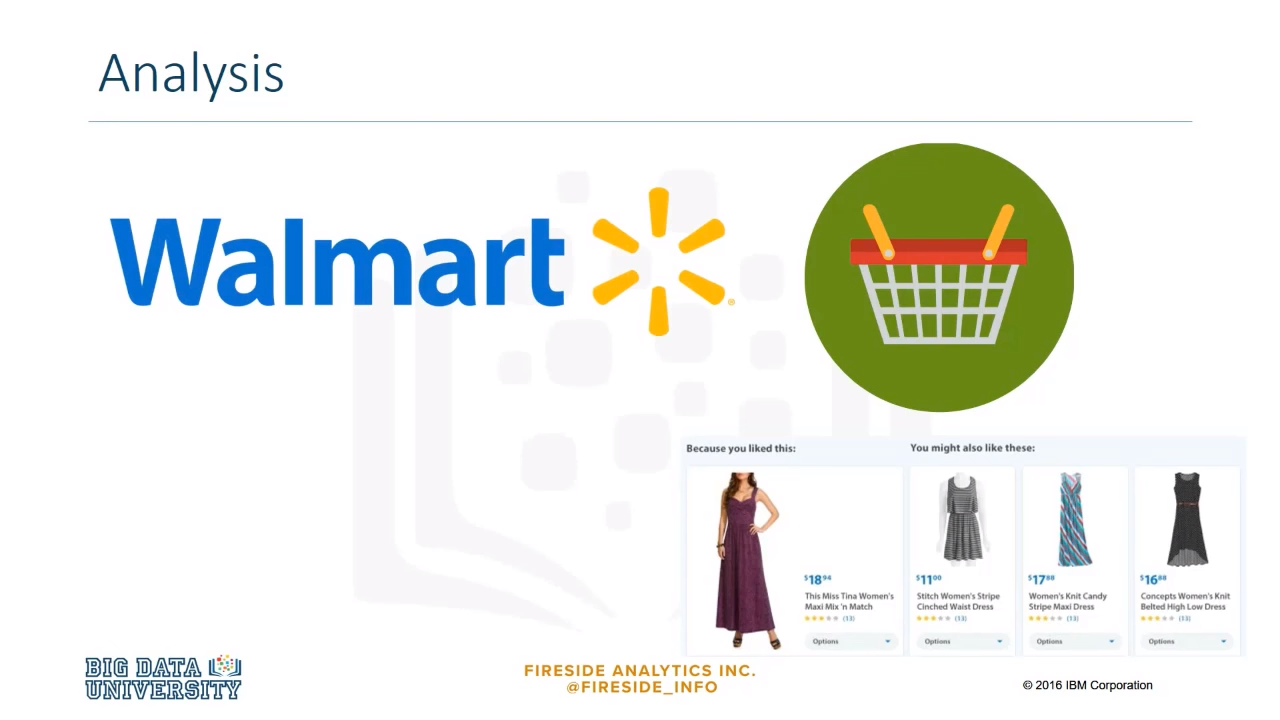 Analysis
Walmart
Because you liked this:
You might also like these:
$18.94
This Miss Tina Women's
Maxi Mix 'n Match
(13)
Options
$11.00
Stitch Women's Stripe
Cinched Waist Dress
(13)
Options
$17.88
Women's Knit Candy
Stripe Maxi Dress
(13)
Options
$16.88
Concepts Women's Knit
Belted High Low Dress
(13)
Options
BIG DATA
UNIVERSITY
FIRESIDE ANALYTICS INC.
@FIRESIDE_INFO
© 2016 IBM Corporation